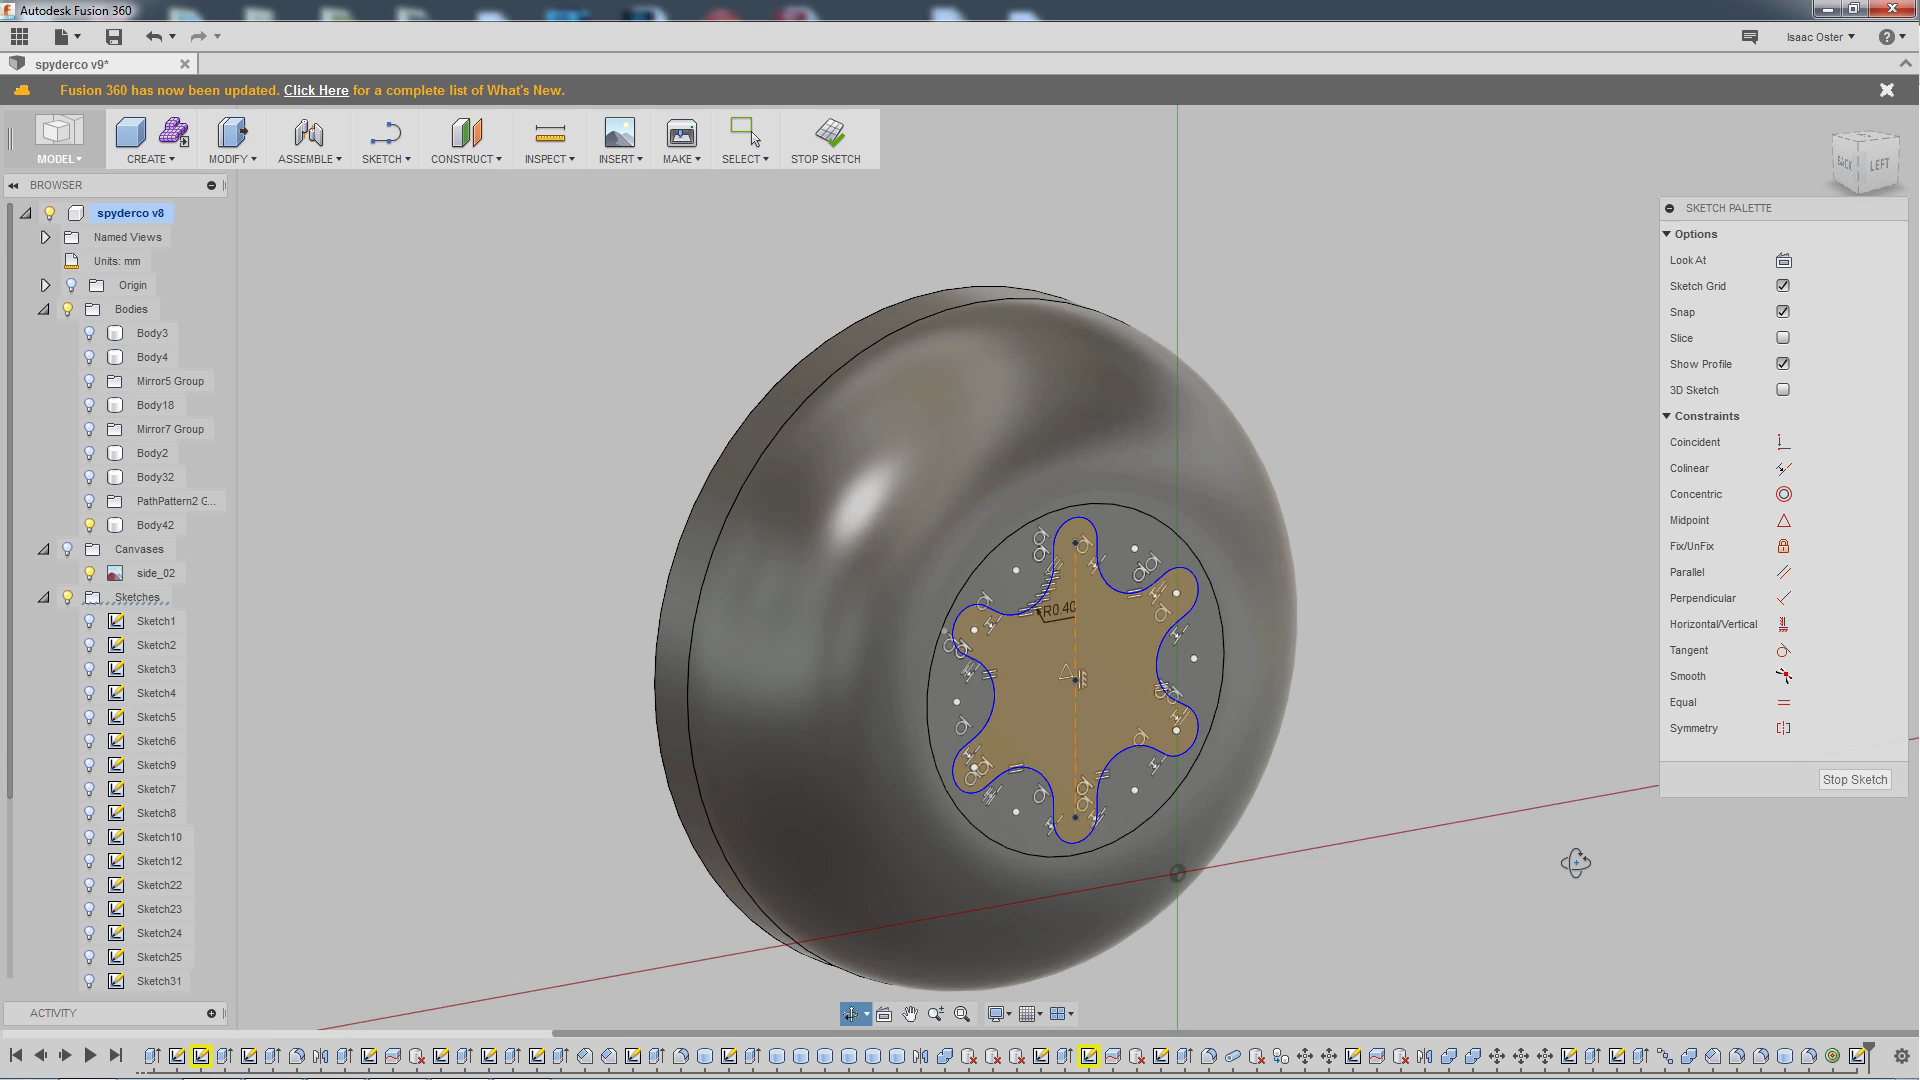 Autodesk Fusion 360
Isaac Oster
spyderco v9*
Fusion 360 has now been updated. Click Here for a complete list of What's New.
MODEL
CREATE
MODIFY
ASSEMBLE
SKETCH
CONSTRUCT
INSPECT
INSERT
MAKE
SELECT
STOP SKETCH
BACK
LEFT
BROWSER
spyderco v8
Named Views
Units: mm
Origin
Bodies
Body3
Body4
Mirror5 Group
Body18
Mirror7 Group
Body2
Body32
PathPattern2 G...
Body42
Canvases
side_02
Sketches
Sketch1
Sketch2
Sketch3
Sketch4
Sketch5
Sketch6
Sketch9
Sketch7
Sketch8
Sketch10
Sketch12
Sketch22
Sketch23
Sketch24
Sketch25
Sketch31
ACTIVITY
R0.40
SKETCH PALETTE
Options
Look At
Sketch Grid
Snap
Slice
Show Profile
3D Sketch
Constraints
Coincident
Colinear
Concentric
Midpoint
Fix/UnFix
Parallel
Perpendicular
Horizontal/Vertical
Tangent
Smooth
Equal
Symmetry
Stop Sketch